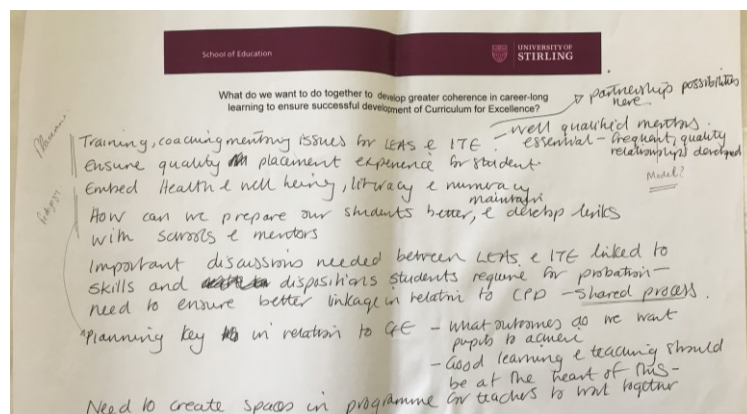 School of Education
UNIVERSITY OF
STIRLING
What do we want to do together to develop greater coherence in career-long
learning to ensure successful development of Curriculum for Excellence?
partnership possibilities
here.
Training, coaching mentoring issues for LEAS & ITE - well qualified mentors
essential - frequent, quality
relationships developed
Model?
Ensure quality placement experience for student.
Embed Health & well being, literacy & numeracy
maintain
How can we prepare our students better, & develop links
with schools & mentors
Important discussions needed between LEAS & ITE linked to
skills and dispositions students require for probation -
need to ensure better linkage in relation to CPD - shared process.
Planning key in relation to - What outcomes do we want
pupils to achieve
- Good learning & teaching should
be at the heart of this -
Need to create spaces in programme for teachers to work together